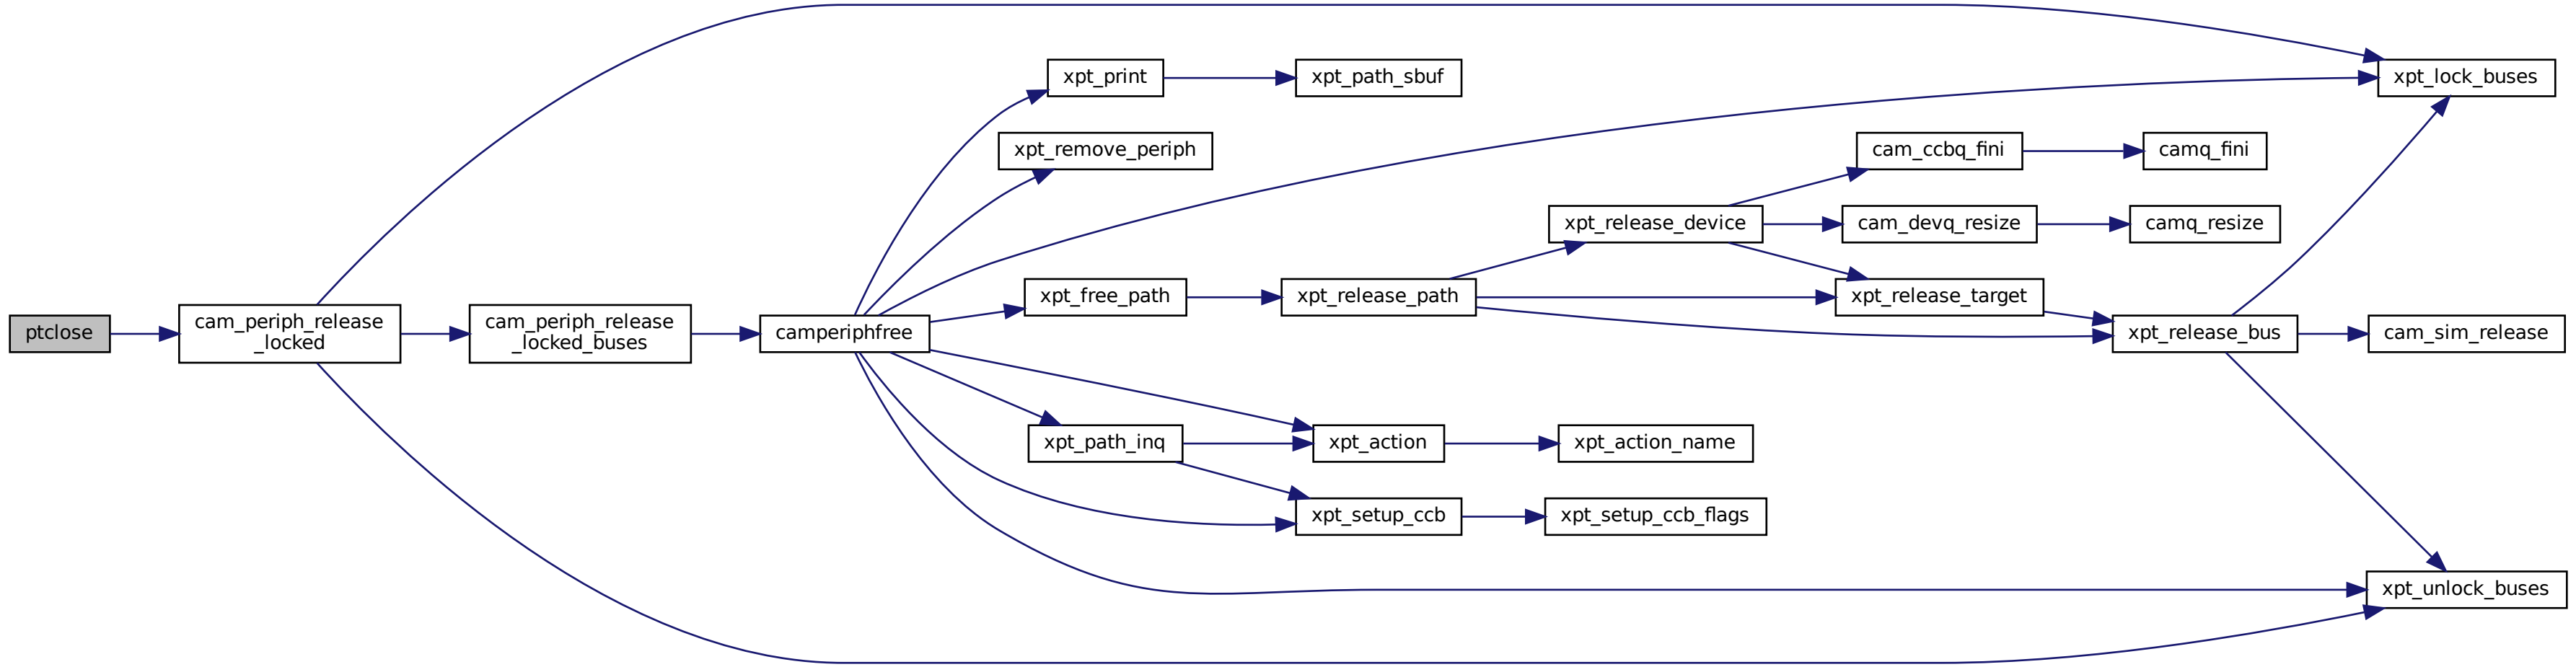 xpt_print
xpt_path_sbuf
xpt_lock_buses
xpt_remove_periph
cam_ccbq_fini
camq_fini
xpt_release_device
cam_devq_resize
camq_resize
xpt_free_path
xpt_release_path
xpt_release_target
ptclose
cam_periph_release
_locked
cam_periph_release
_locked_buses
camperiphfree
xpt_release_bus
cam_sim_release
xpt_path_inq
xpt_action
xpt_action_name
xpt_setup_ccb
xpt_setup_ccb_flags
xpt_unlock_buses